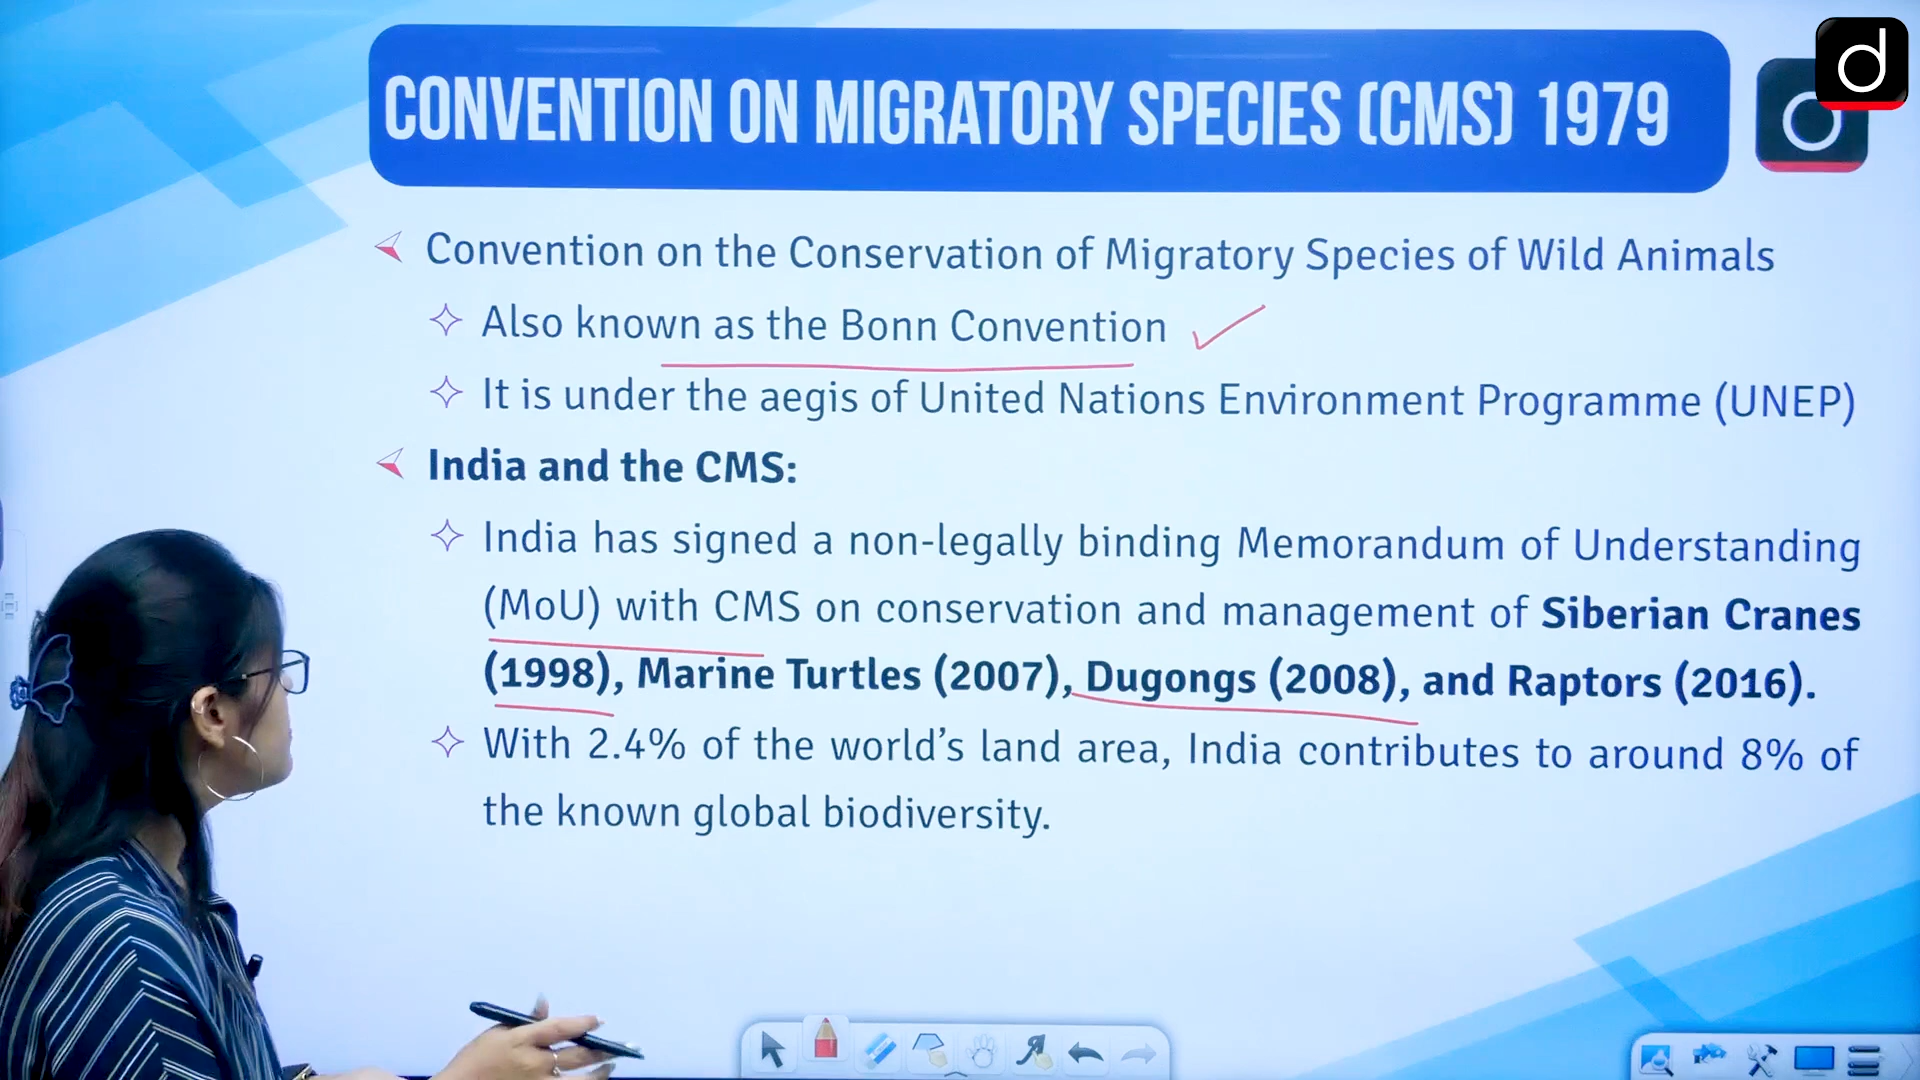 CONVENTION ON MIGRATORY SPECIES (CMS) 1979
d
Convention on the Conservation of Migratory Species of Wild Animals
Also known as the Bonn Convention
It is under the aegis of United Nations Environment Programme (UNEP)
India and the CMS:
India has signed a non-legally binding Memorandum of Understanding
(MoU) with CMS on conservation and management of Siberian Cranes
(1998), Marine Turtles (2007), Dugongs (2008), and Raptors (2016).
With 2.4% of the world's land area, India contributes to around 8% of
the known global biodiversity.